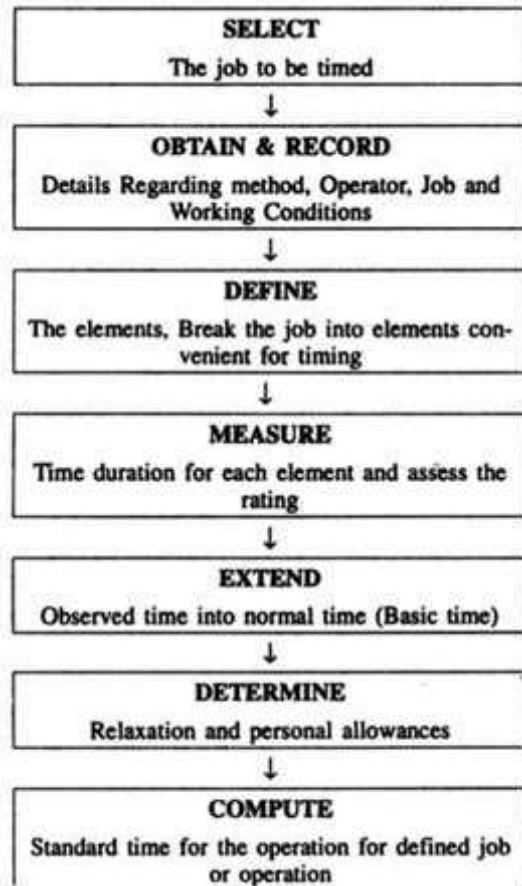 SELECT
The job to be timed
↓
OBTAIN & RECORD
Details Regarding method, Operator, Job and
Working Conditions
↓
DEFINE
The elements, Break the job into elements con-
venient for timing
↓
MEASURE
Time duration for each element and assess the
rating
↓
EXTEND
Observed time into normal time (Basic time)
↓
DETERMINE
Relaxation and personal allowances
↓
COMPUTE
Standard time for the operation for defined job
or operation